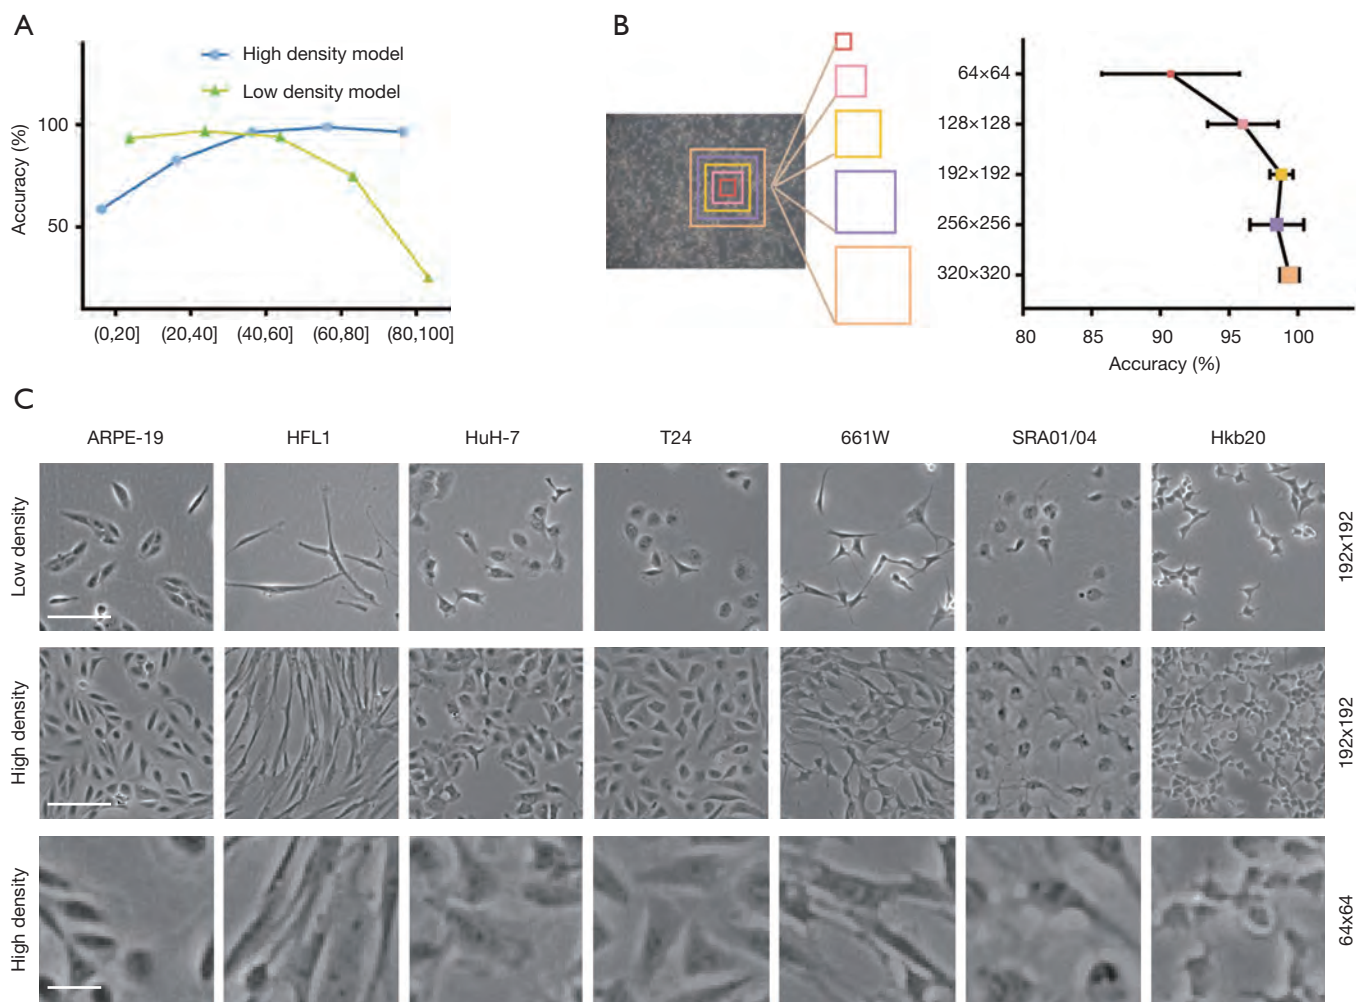 A
High density model
Low density model
Accuracy (%)
100
50
(0,20]
(20,40]
(40,60]
(60,80]
(80,100]
B
64×64
128×128
192×192
256×256
320×320
80
85
90
95
100
Accuracy (%)
C
ARPE-19
HFL1
HuH-7
T24
661W
SRA01/04
Hkb20
Low density
192x192
High density
192x192
High density
64x64